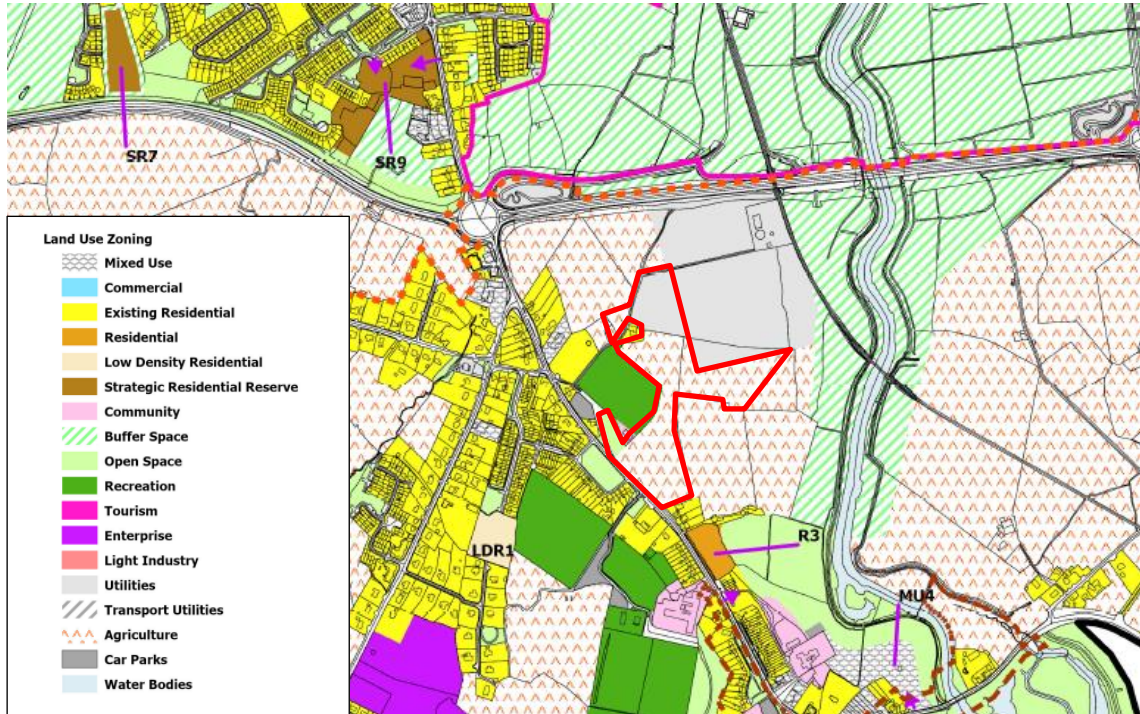 SR7
SR9
Land Use Zoning
Mixed Use
Commercial
Existing Residential
Residential
Low Density Residential
Strategic Residential Reserve
Community
Buffer Space
Open Space
Recreation
Tourism
Enterprise
Light Industry
Utilities
Transport Utilities
Agriculture
Car Parks
Water Bodies
LDR1
R3
MU4